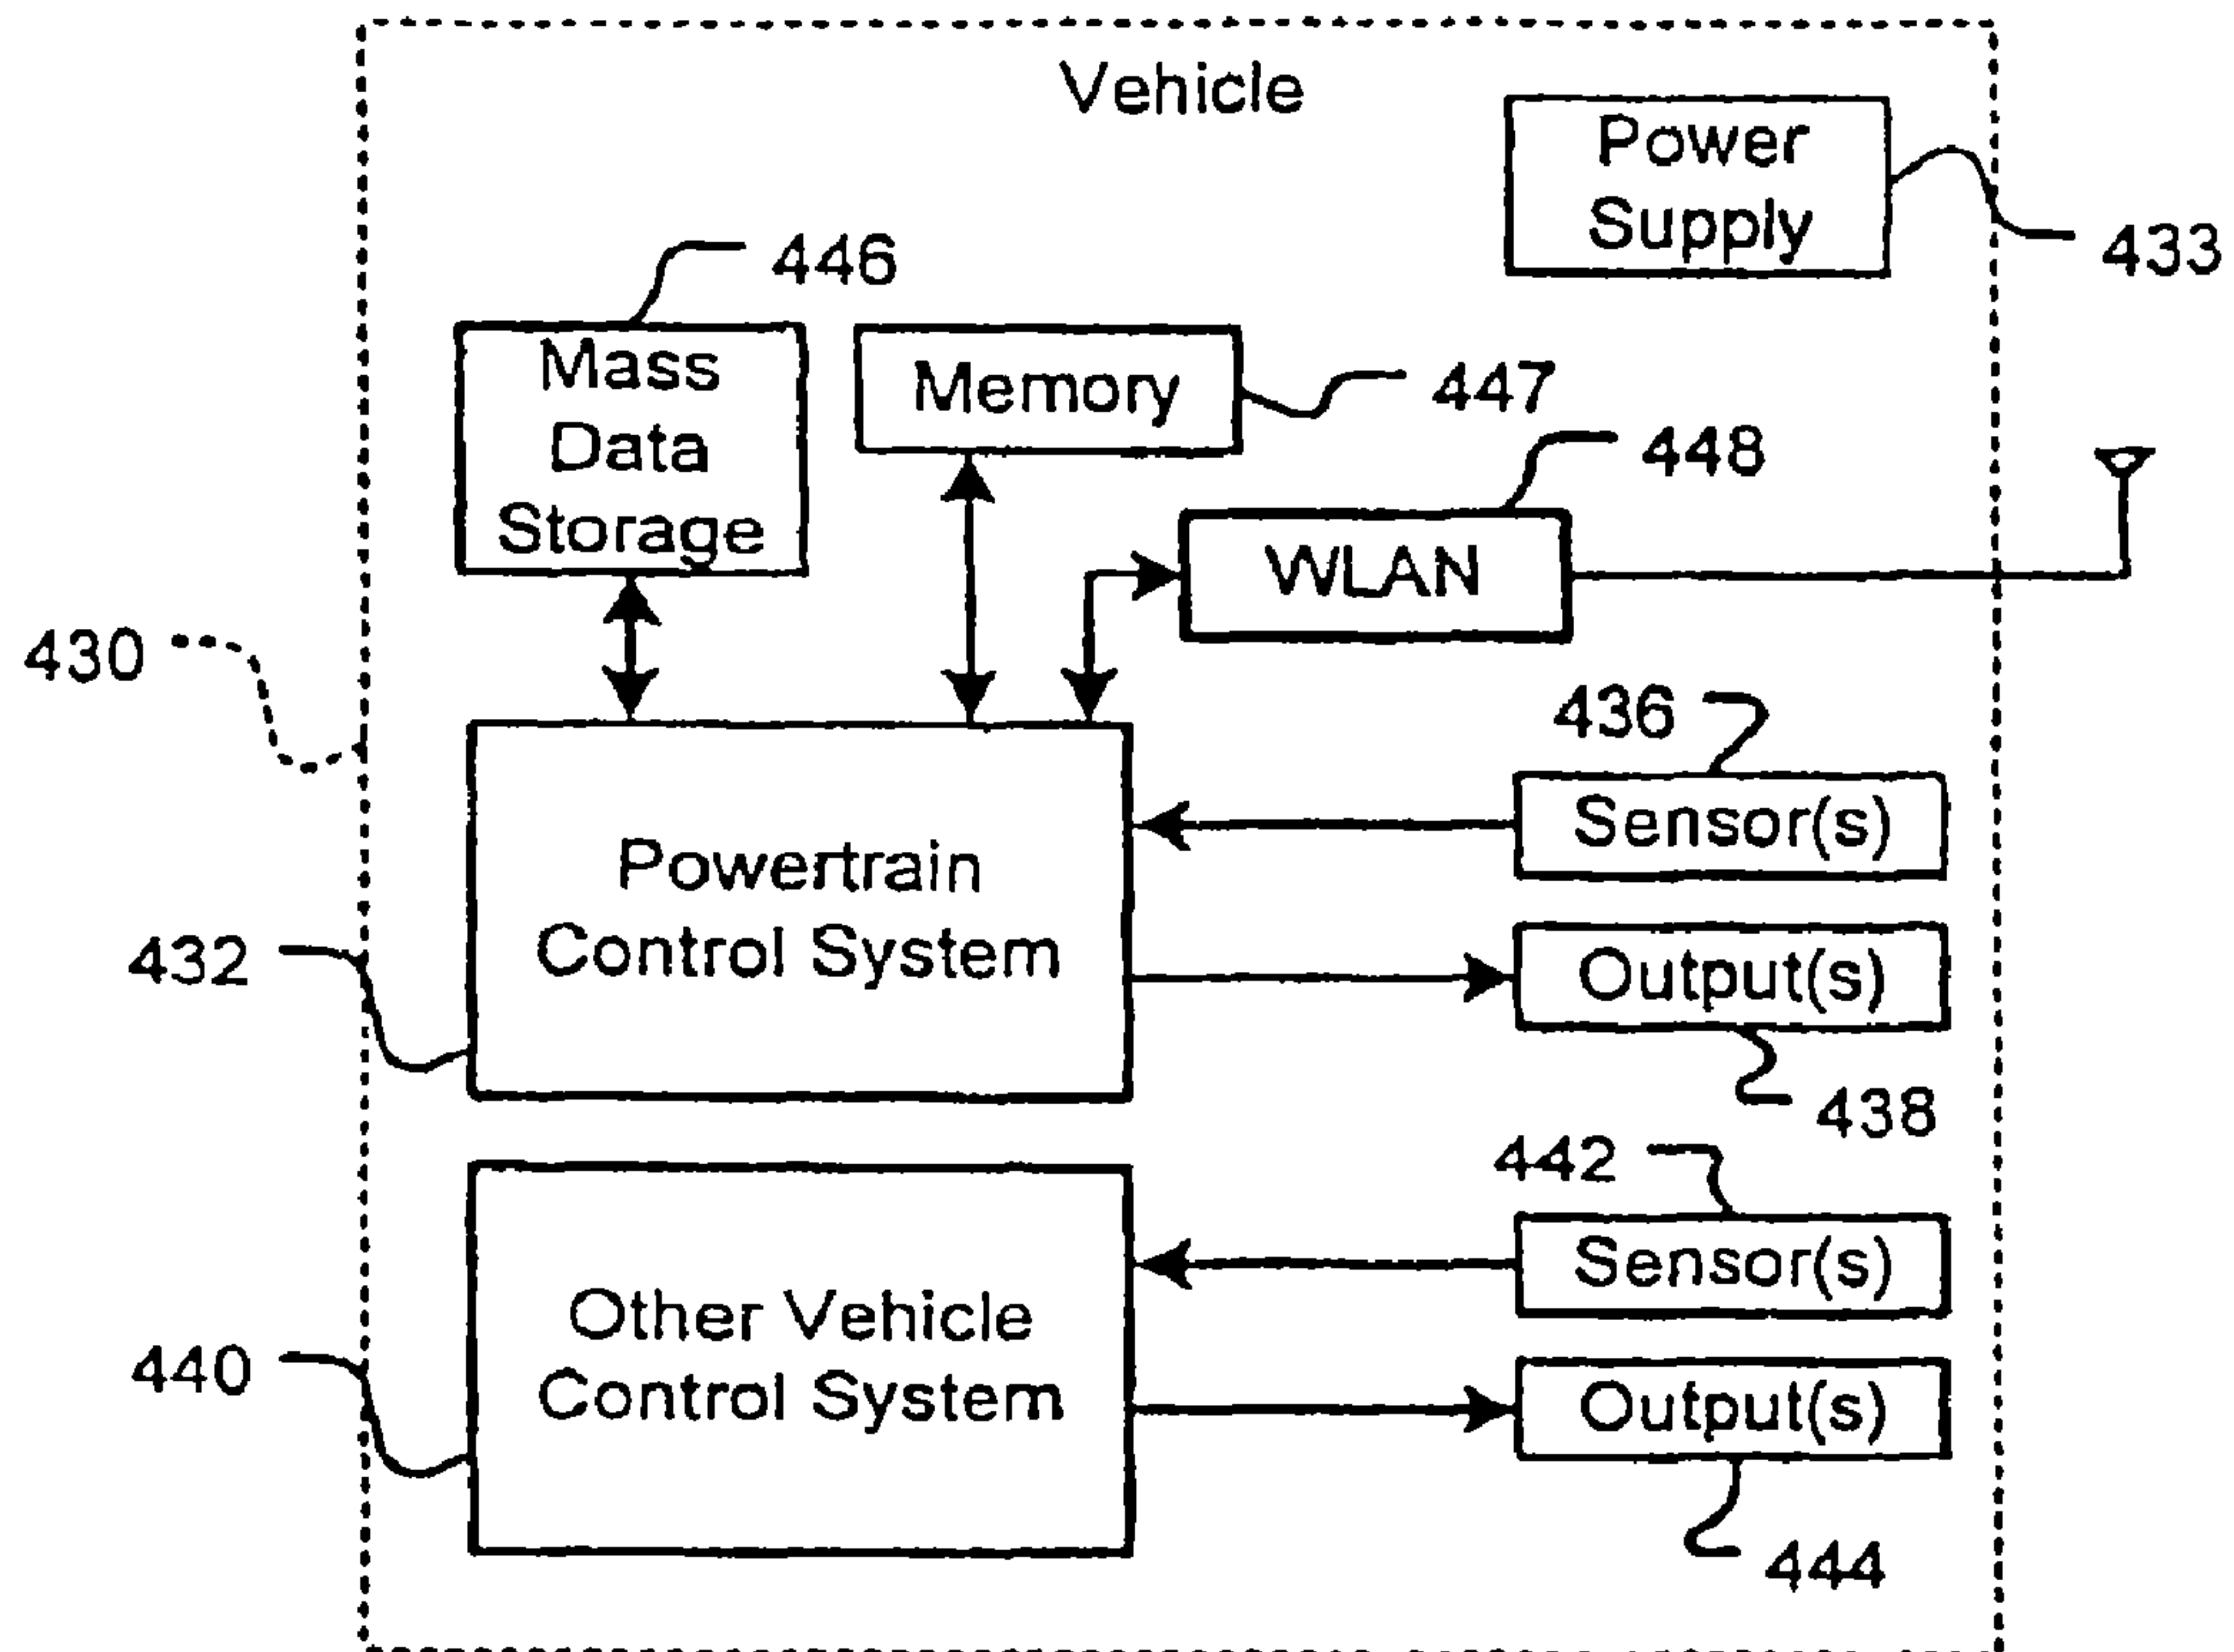 Vehicle
Power
Supply
433
446
Mass
Data
Storage
Memory
447
448
WLAN
430
436
Sensor(s)
Powertrain
Control System
432
Output(s)
438
442
Sensor(s)
Other Vehicle
Control System
440
Output(s)
444